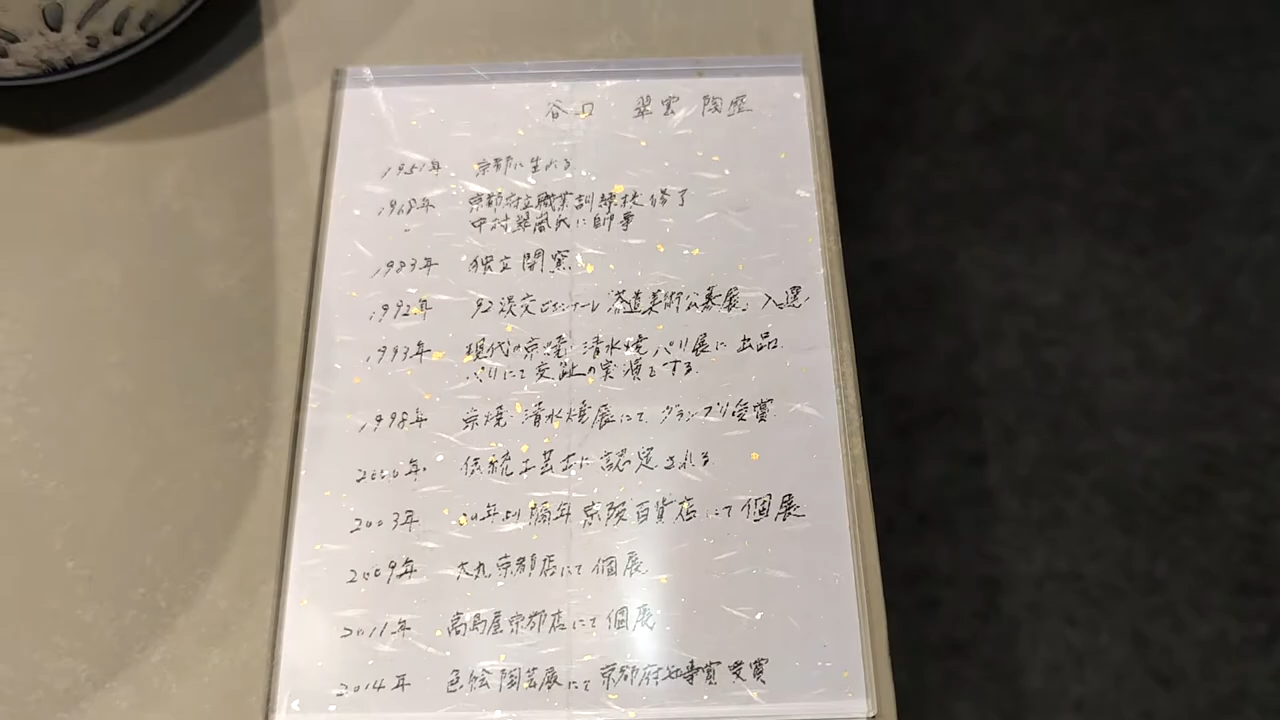 谷口 翠雲 陶歴
1951年 京都に生れる
1968年 京都府立職業訓練校修了
〃 中村翠嵐氏に師事
1983年 独立開窯
1992年 92淡交ビエンナーレ 茶道美術公募展」入選
1993年 現代の京焼・清水焼パリ展に出品
パリにて交趾の実演をする
1998年 京焼・清水焼展にて グランプリ受賞
2000年 伝統工芸士に認定される
2003年 より隔年京阪百貨店にて個展
2009年 大丸京都店にて個展
2011年 高島屋京都店にて個展
2014年 色絵陶芸展にて京都府知事賞受賞